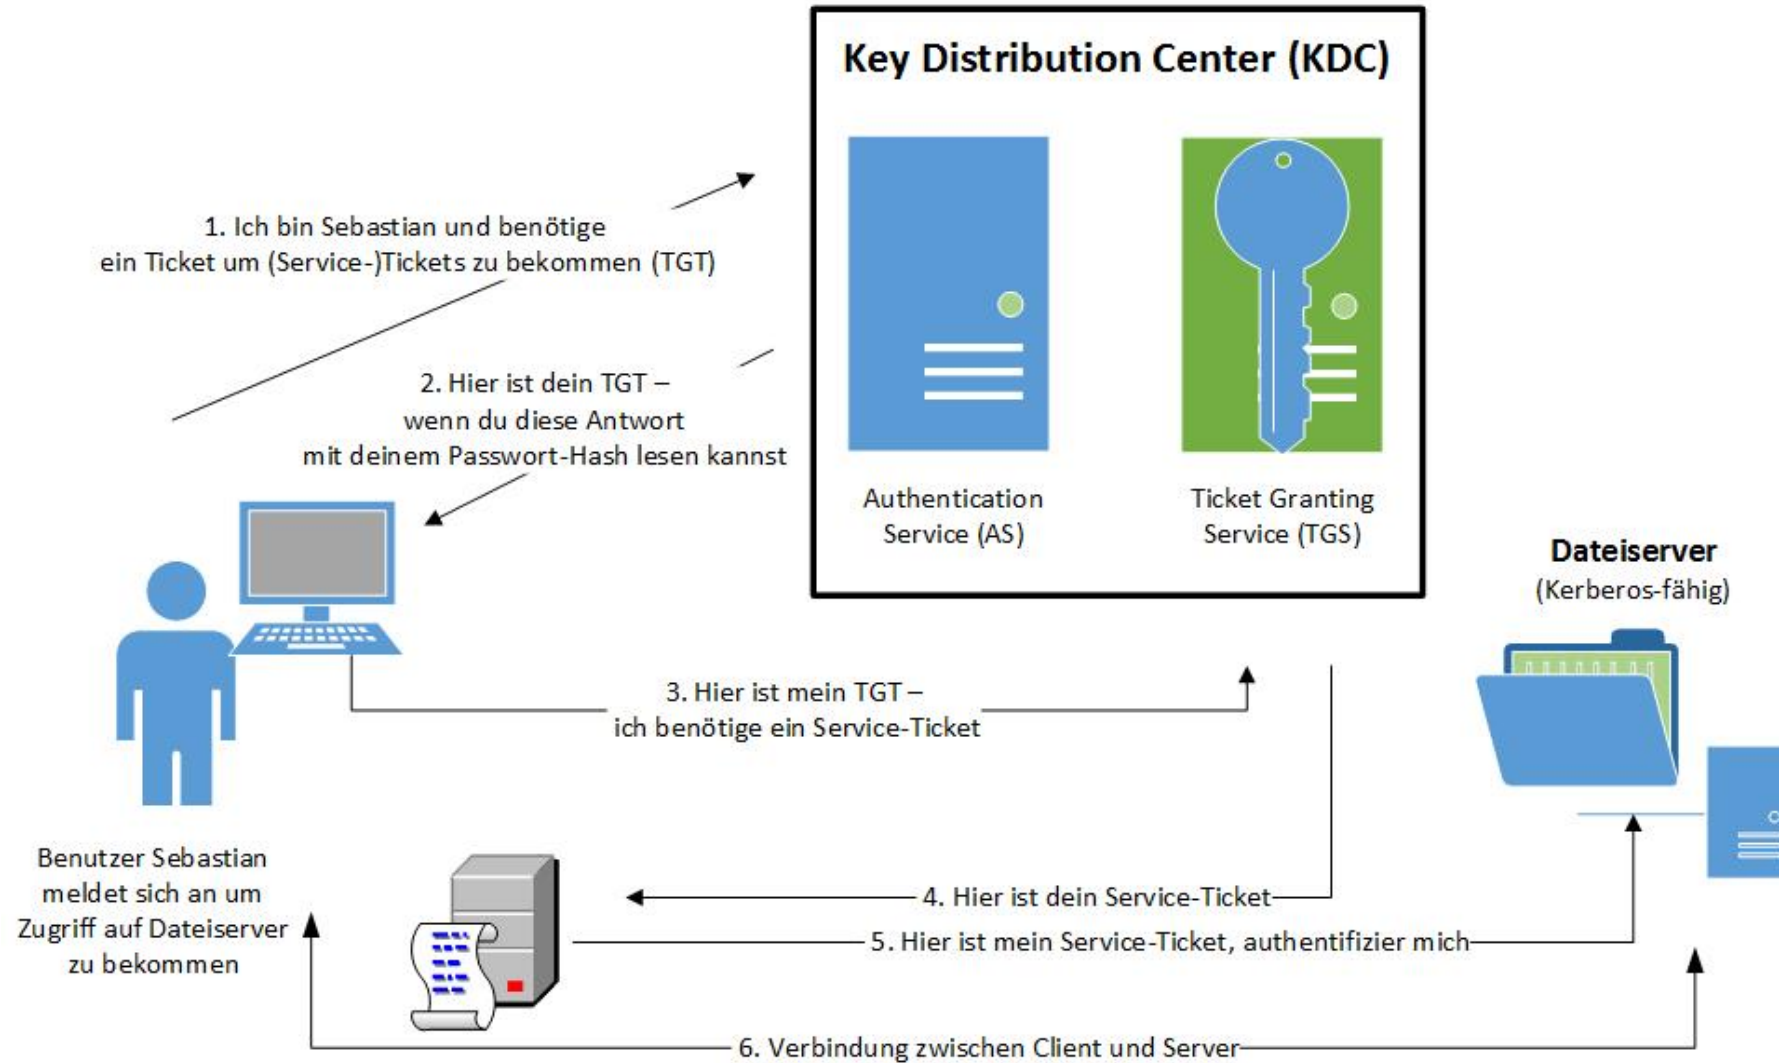 Key Distribution Center (KDC)
1. Ich bin Sebastian und benötige
ein Ticket um (Service-)Tickets zu bekommen (TGT)
2. Hier ist dein TGT –
wenn du diese Antwort
mit deinem Passwort-Hash lesen kannst
Authentication
Service (AS)
Ticket Granting
Service (TGS)
Dateiserver
(Kerberos-fähig)
3. Hier ist mein TGT –
ich benötige ein Service-Ticket
Benutzer Sebastian
meldet sich an um
Zugriff auf Dateiserver
zu bekommen
4. Hier ist dein Service-Ticket
5. Hier ist mein Service-Ticket, authentifizier mich
6. Verbindung zwischen Client und Server